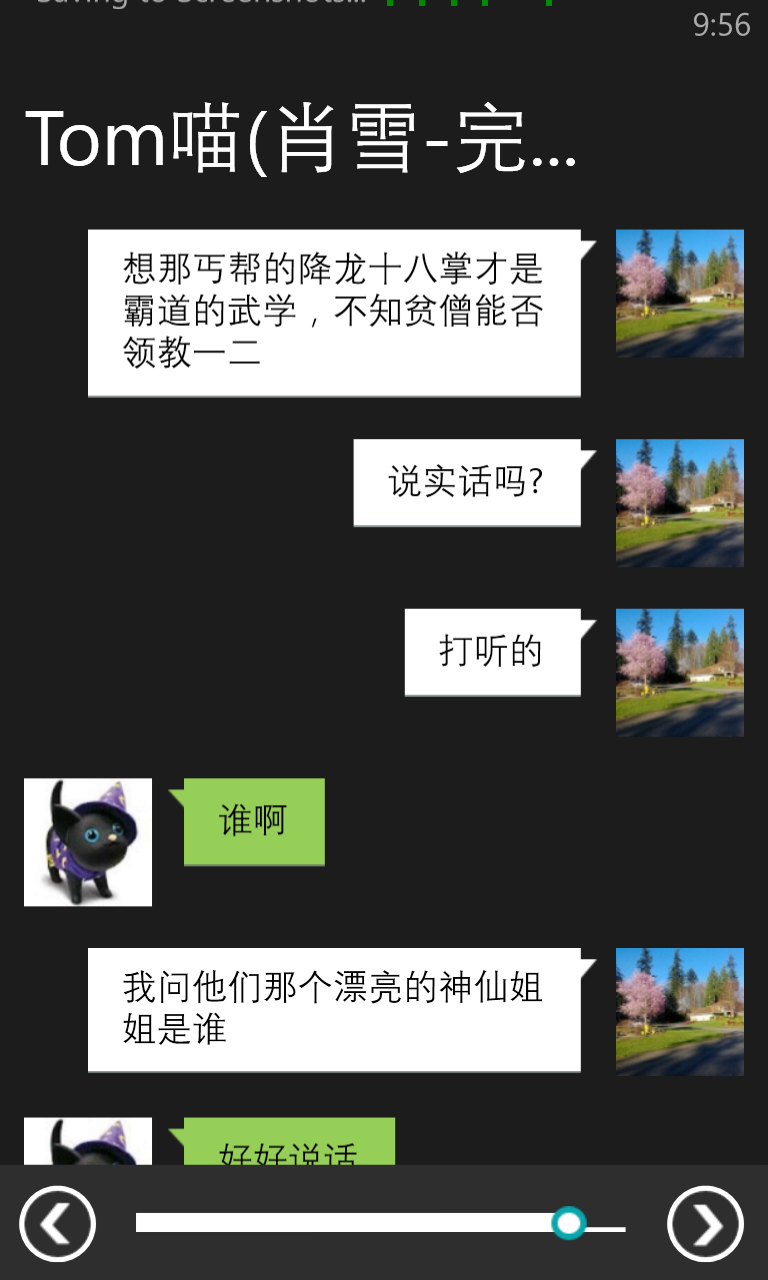 Saving to Screenshots...
9:56
Tom喵(肖雪-完...
想那丐帮的降龙十八掌才是
霸道的武学，不知贫僧能否
领教一二
说实话吗?
打听的
谁啊
我问他们那个漂亮的神仙姐
姐是谁
好好说话